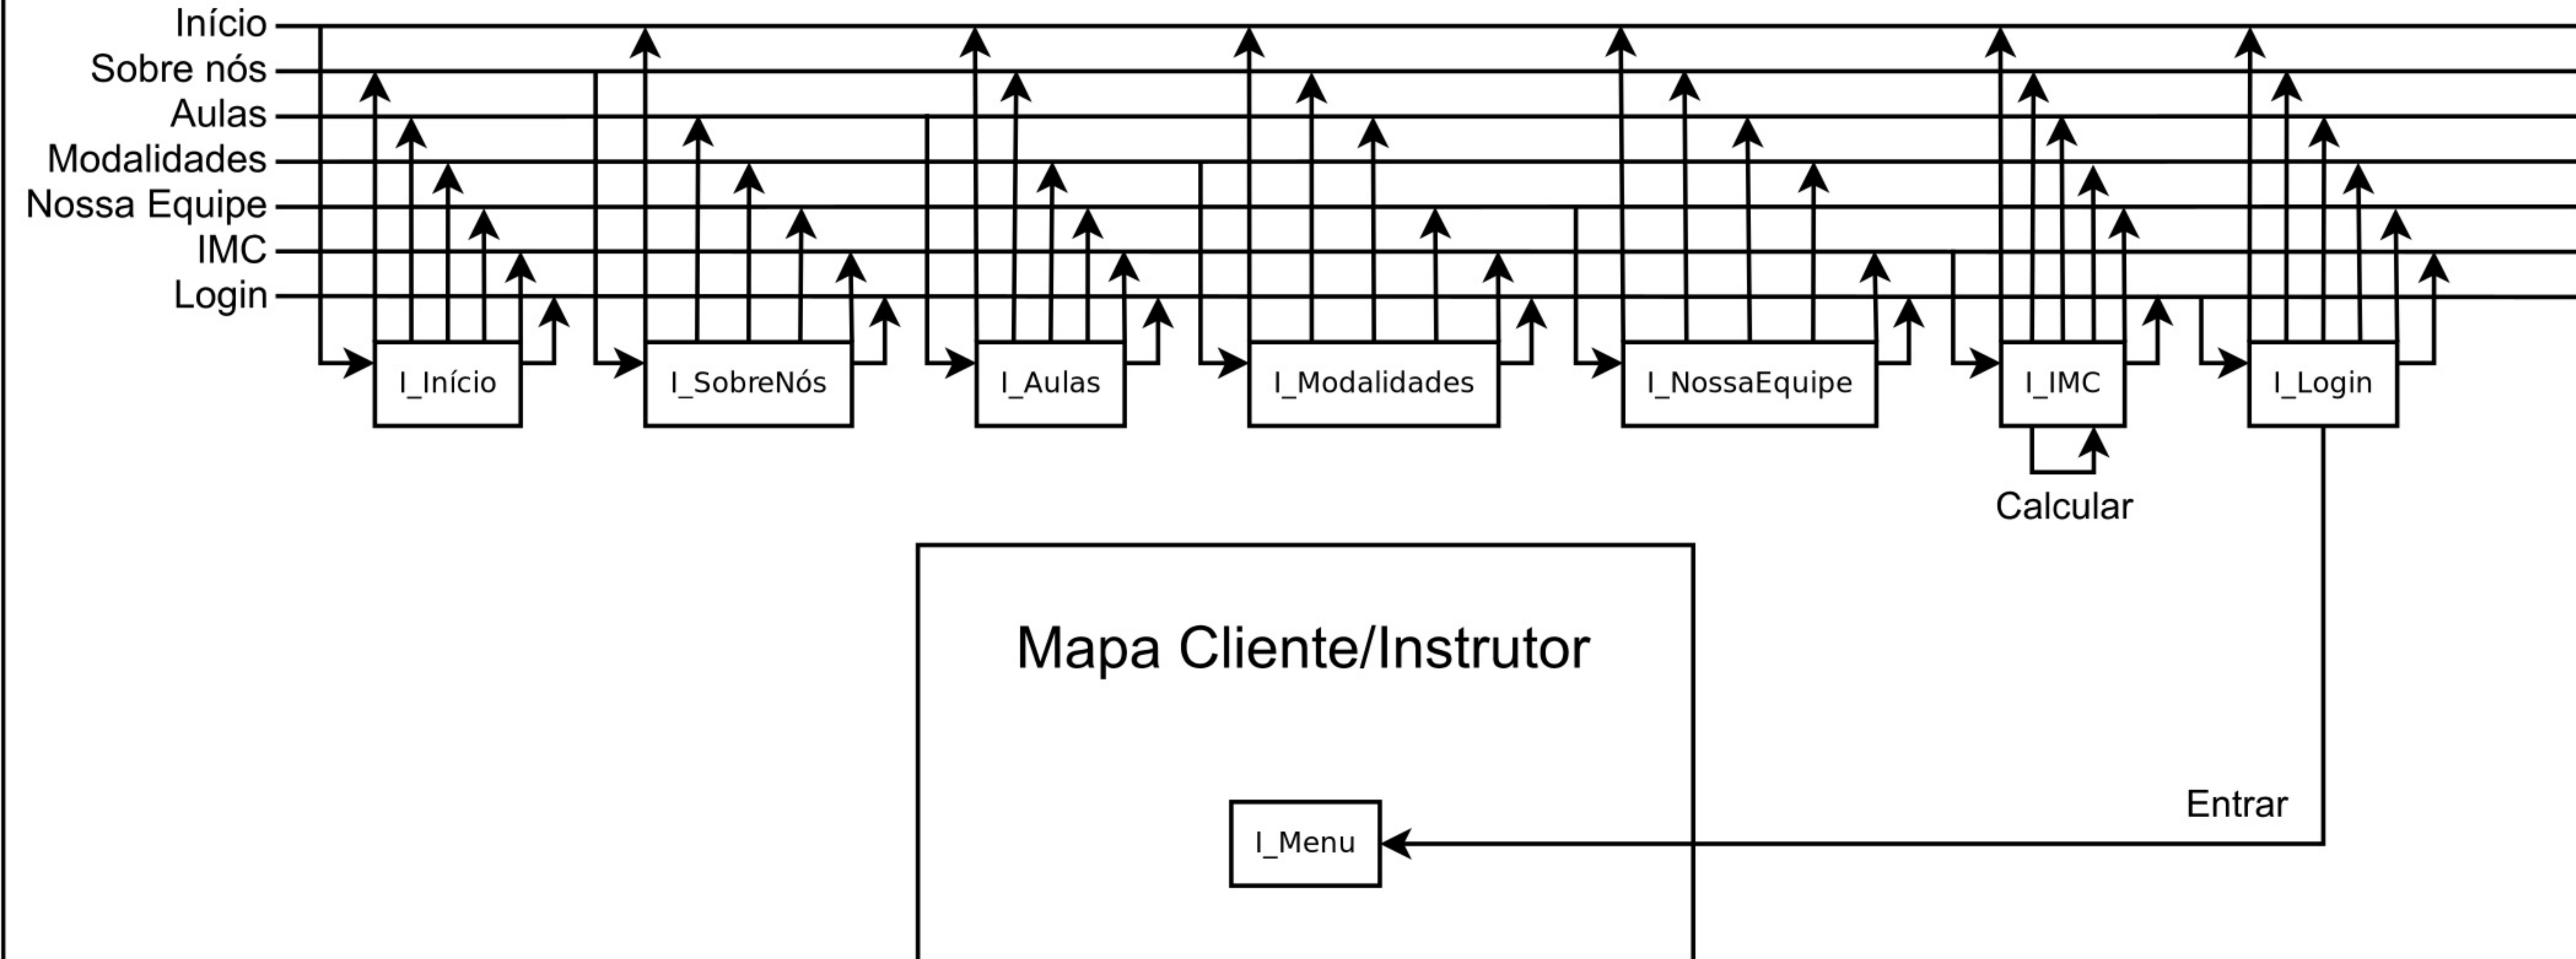 Início
Sobre nós
Aulas
Modalidades
Nossa Equipe
IMC
Login
I_Início
I_SobreNós
I_Aulas
I_Modalidades
I_NossaEquipe
I_IMC
I_Login
Calcular
Mapa Cliente/Instrutor
Entrar
I_Menu